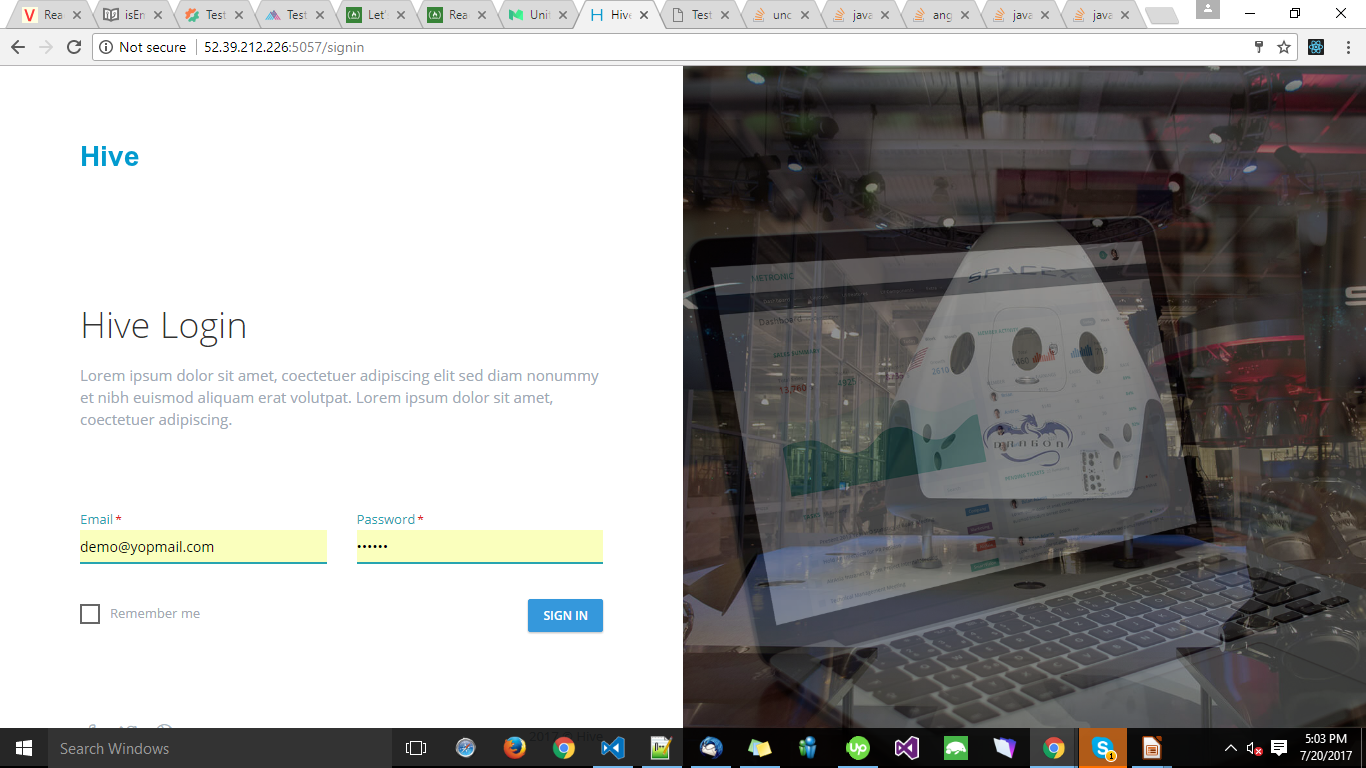 Rea
isEn
Test
Test
Let'
Rea
Unit
Hive
Test
unc
java
ang
java
java
Not secure
52.39.212.226:5057/signin
Hive
Hive Login
Lorem ipsum dolor sit amet, coectetuer adipiscing elit sed diam nonummy
et nibh euismod aliquam erat volutpat. Lorem ipsum dolor sit amet,
coectetuer adipiscing.
Email *
Password *
demo@yopmail.com
••••••
Remember me
SIGN IN
METRONIC
SPACEX
Dashboard
DRAGON
Search Windows
up
1
5:03 PM
7/20/2017